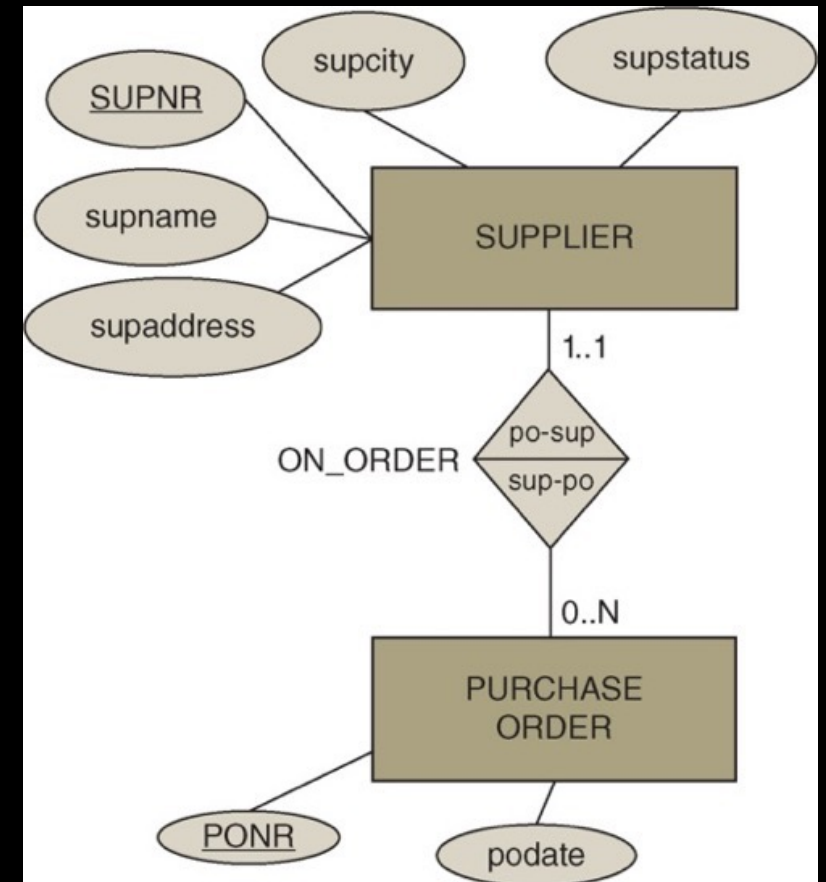 supcity
supstatus
SUPNR
supname
SUPPLIER
supaddress
1..1
po-sup
ON_ORDER
sup-po
0..N
PURCHASE
ORDER
PONR
podate